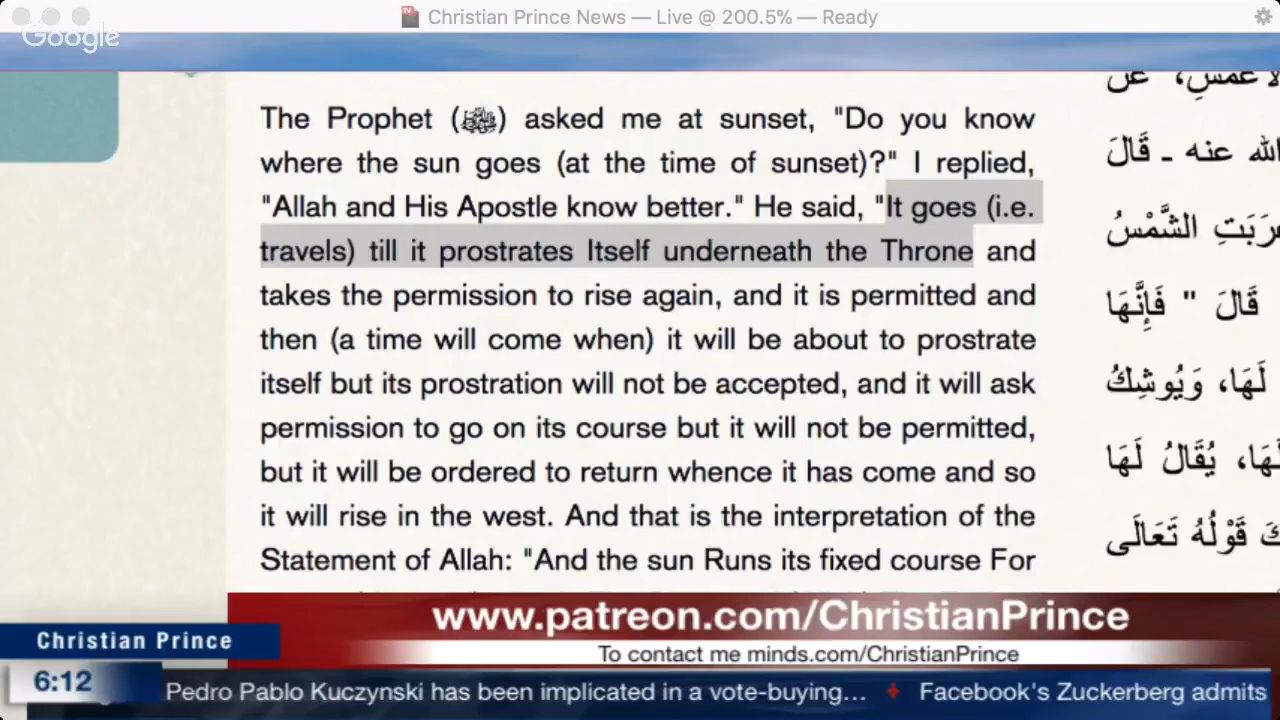 Christian Prince News — Live @ 200.5% — Ready
Google
The Prophet (ﷺ) asked me at sunset, "Do you know
where the sun goes (at the time of sunset)?" I replied,
"Allah and His Apostle know better." He said, "It goes (i.e.
travels) till it prostrates Itself underneath the Throne and
takes the permission to rise again, and it is permitted and
then (a time will come when) it will be about to prostrate
itself but its prostration will not be accepted, and it will ask
permission to go on its course but it will not be permitted,
but it will be ordered to return whence it has come and so
it will rise in the west. And that is the interpretation of the
Statement of Allah: "And the sun Runs its fixed course For
عن
الله عنه ـ قَالَ
الشَّمْسُ
قَالَ " فَإِنَّهَا
لَهَا، وَيُوشِكُ
يُقَالُ لَهَا
قَوْلُهُ تَعَالَى
www.patreon.com/ChristianPrince
To contact me minds.com/ChristianPrince
Christian Prince
6:12
Pedro Pablo Kuczynski has been implicated in a vote-buying... Facebook's Zuckerberg admits